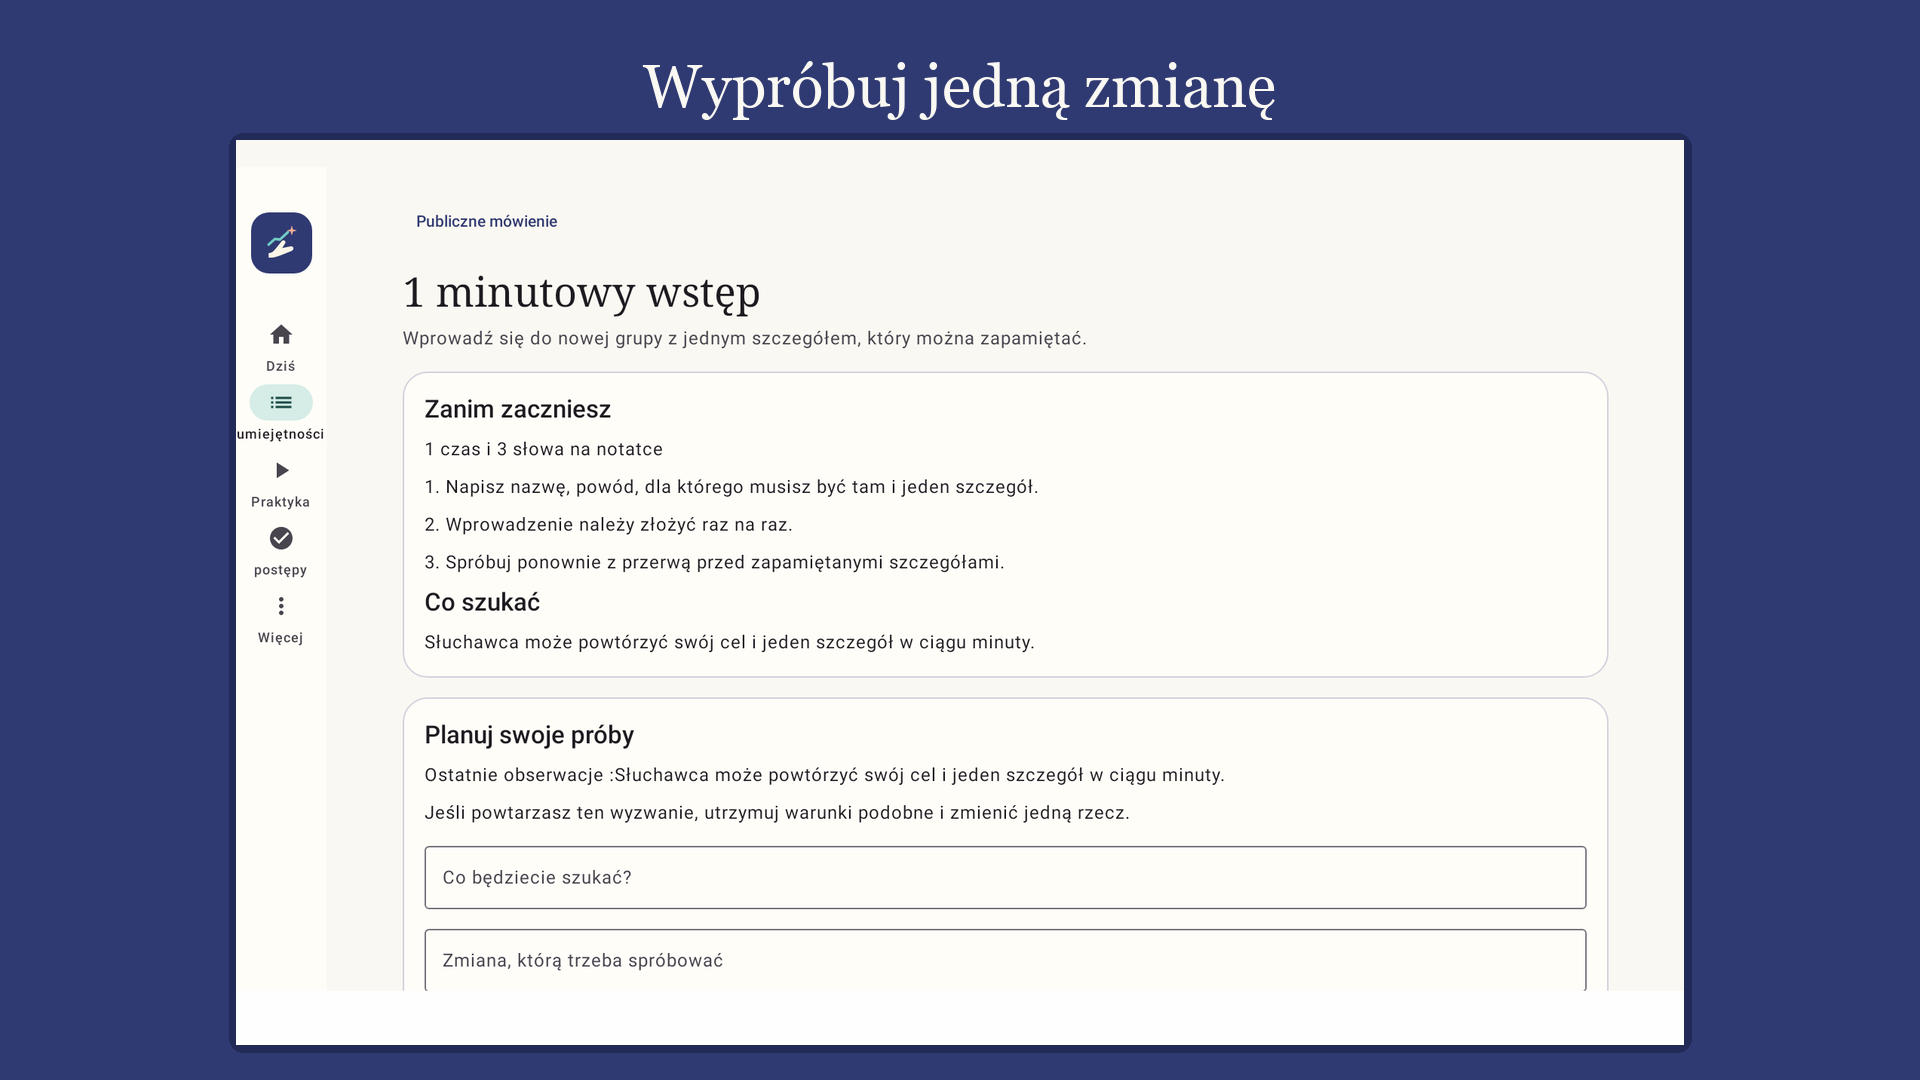 Wypróbuj jedną zmianę
Dziś
umiejętności
Praktyka
postępy
Więcej
Publiczne mówienie
1 minutowy wstęp
Wprowadź się do nowej grupy z jednym szczegółem, który można zapamiętać.
Zanim zaczniesz
1 czas i 3 słowa na notatce
1. Napisz nazwę, powód, dla którego musisz być tam i jeden szczegół.
2. Wprowadzenie należy złożyć raz na raz.
3. Spróbuj ponownie z przerwą przed zapamiętanymi szczegółami.
Co szukać
Słuchawca może powtórzyć swój cel i jeden szczegół w ciągu minuty.
Planuj swoje próby
Ostatnie obserwacje :Słuchawca może powtórzyć swój cel i jeden szczegół w ciągu minuty.
Jeśli powtarzasz ten wyzwanie, utrzymuj warunki podobne i zmienić jedną rzecz.
Co będziecie szukać?
Zmiana, którą trzeba spróbować